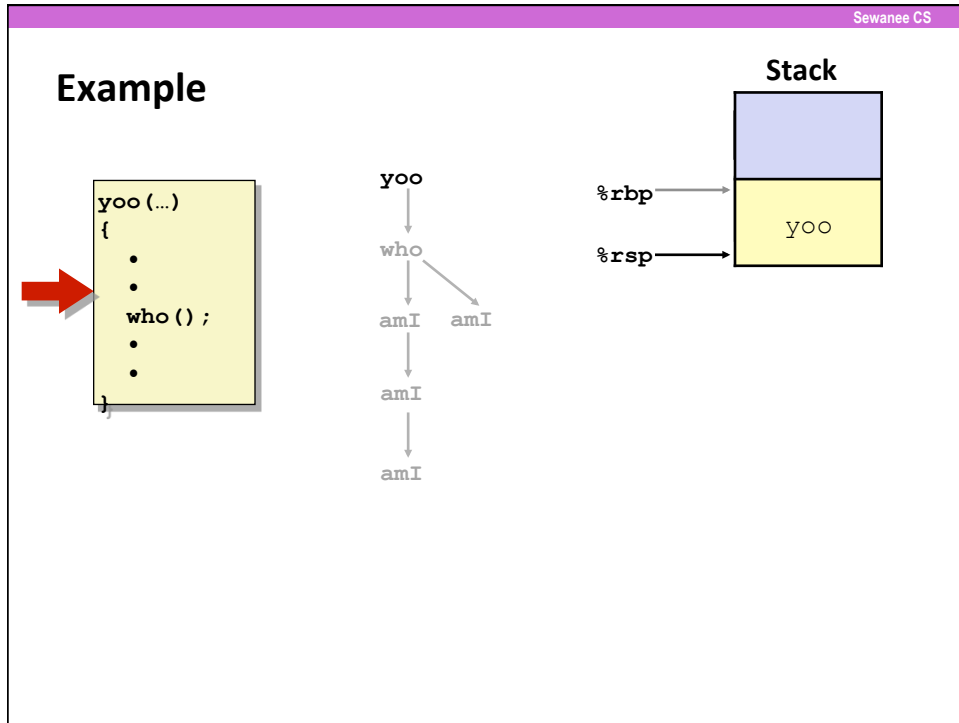 Sewanee CS
Example
Stack
yoo(…)
{
•
•
who();
•
•
}
yoo
who
amI amI
amI
amI
%rbp
%rsp
yoo